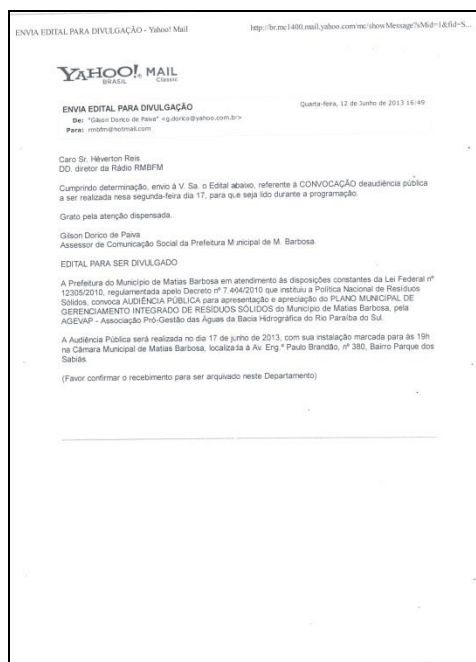 ENVIA EDITAL PARA DIVULGAÇÃO - Yahoo! Mail
http://br.mc1400.mail.yahoo.com/mc/showMessage?sMid=1&fid=S...
YAHOO! MAIL
BRASIL Classic
ENVIA EDITAL PARA DIVULGAÇÃO
Quarta-feira, 12 de Junho de 2013 16:49
De: "Gilson Dorico de Paiva" <g.dorico@yahoo.com.br>
Para: rmbfm@hotmail.com
Caro Sr. Héverton Reis
DD. diretor da Rádio RMBFM
Cumprindo determinação, envio à V. Sa. o Edital abaixo, referente à CONVOCAÇÃO deaudiência pública
a ser realizada nesa segunda-feira dia 17, para que seja lido durante a programação.
Grato pela atenção dispensada.
Gilson Dorico de Paiva
Assessor de Comunicação Social da Prefeitura Municipal de M. Barbosa.
EDITAL PARA SER DIVULGADO
A Prefeitura do Município de Matias Barbosa em atendimento às disposições constantes da Lei Federal nº
12305/2010, regulamentada apelo Decreto nº 7.404/2010 que instituiu a Política Nacional de Resíduos
Sólidos, convoca AUDIÊNCIA PÚBLICA para apresentação e apreciação do PLANO MUNICIPAL DE
GERENCIAMENTO INTEGRADO DE RESÍDUOS SÓLIDOS do Município de Matias Barbosa, pela
AGEVAP - Associação Pró-Gestão das Águas da Bacia Hidrográfica do Rio Paraíba do Sul.
A Audiência Pública será realizada no dia 17 de junho de 2013, com sua instalação marcada para às 19h
na Câmara Municipal de Matias Barbosa, localizada à Av. Eng.º Paulo Brandão, nº 380, Bairro Parque dos
Sabiás.
(Favor confirmar o recebimento para ser arquivado neste Departamento)